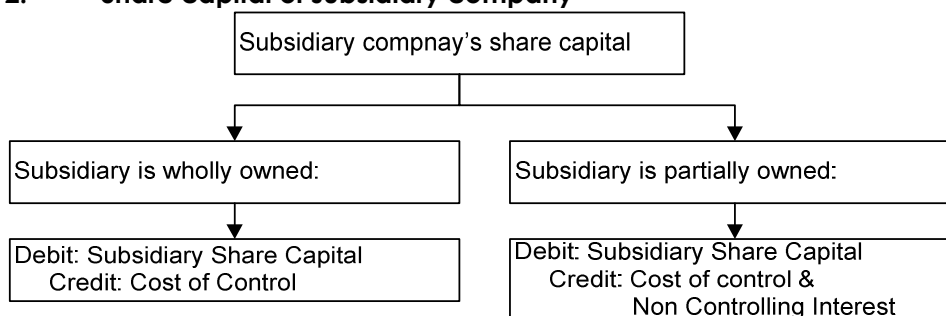 2. Share Capital of Subsidiary Company
Subsidiary compnay's share capital
Subsidiary is wholly owned:
Subsidiary is partially owned:
Debit: Subsidiary Share Capital
Credit: Cost of Control
Debit: Subsidiary Share Capital
Credit: Cost of control &
Non Controlling Interest